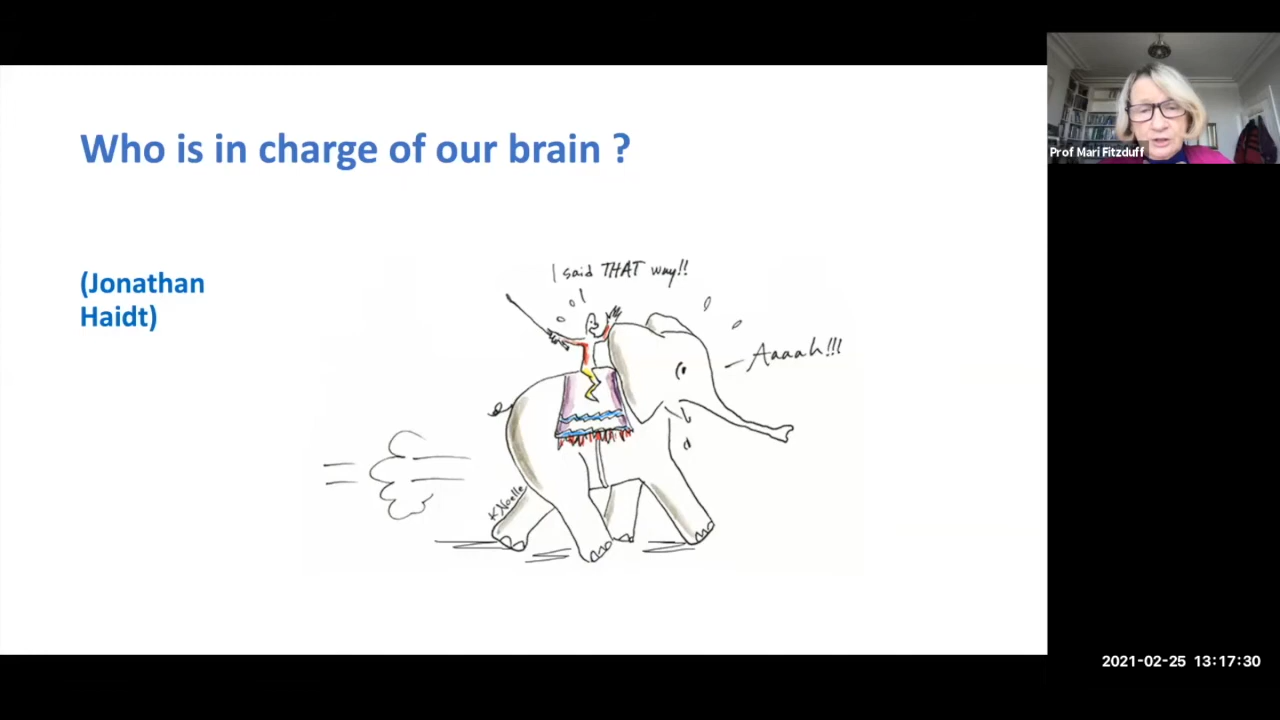 Who is in charge of our brain ?
(Jonathan
Haidt)
I said THAT way!!
Aaaah!!!
K Noelle
Prof Mari Fitzduff
2021-02-25 13:17:30